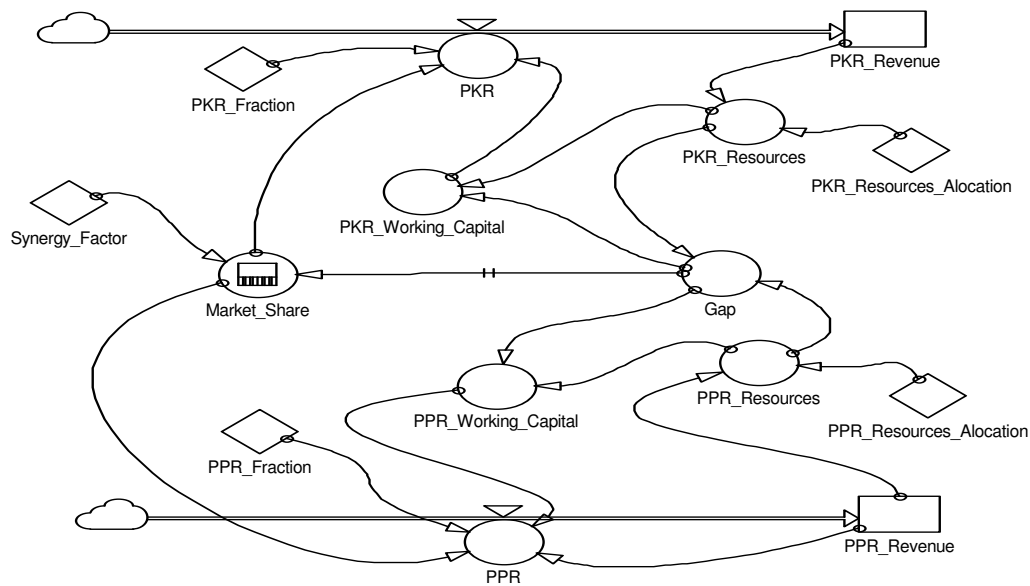 PKR_Revenue
PKR_Fraction
PKR
PKR_Resources
PKR_Resources_Alocation
PKR_Working_Capital
Synergy_Factor
Market_Share
Gap
PPR_Resources
PPR_Working_Capital
PPR_Resources_Alocation
PPR_Fraction
PPR_Revenue
PPR